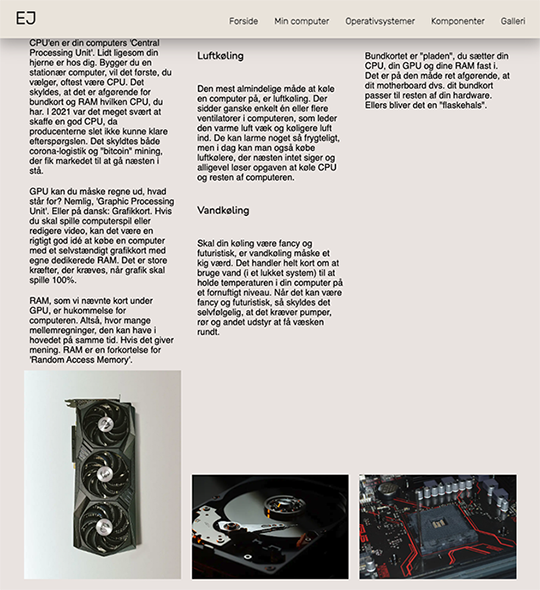 EJ
Forside Min computer Operativsystemer Komponenter Galleri
CPU'en er din computers 'Central
Processing Unit'. Lidt ligesom din
hjerne er hos dig. Bygger du en
stationær computer, vil det første, du
vælger, oftest være CPU. Det
skyldes, at det er afgørende for
bundkort og RAM hvilken CPU, du
har. I 2021 var det meget svært at
skaffe en god CPU, da
producenterne slet ikke kunne klare
efterspørgslen. Det skyldtes både
corona-logistik og "bitcoin" mining,
der fik markedet til at gå næsten i
stå.
GPU kan du måske regne ud, hvad
står for? Nemlig, 'Graphic Processing
Unit'. Eller på dansk: Grafikkort. Hvis
du skal spille computerspil eller
redigere video, kan det være en
rigtigt god idé at købe en computer
med et selvstændigt grafikkort med
egne dedikerede RAM. Det er store
kræfter, der kræves, når grafik skal
spille 100%.
RAM, som vi nævnte kort under
GPU, er hukommelse for
computeren. Altså, hvor mange
mellemregninger, den kan have i
hovedet på samme tid. Hvis det giver
mening. RAM er en forkortelse for
'Random Access Memory'.
Luftkøling
Den mest almindelige måde at køle
en computer på, er luftkøling. Der
sidder ganske enkelt én eller flere
ventilatorer i computeren, som leder
den varme luft væk og køligere luft
ind. De kan larme noget så frygteligt,
men i dag kan man også købe
luftkølere, der næsten intet siger og
alligevel løser opgaven at køle CPU
og resten af computeren.
Vandkøling
Skal din køling være fancy og
futuristisk, er vandkøling måske et
kig værd. Det handler helt kort om at
bruge vand (i et lukket system) til at
holde temperaturen i din computer på
et fornuftigt niveau. Når det kan være
fancy og futuristisk, så skyldes det
selvfølgelig, at det kræver pumper,
rør og andet udstyr at få væsken
rundt.
Bundkortet er "pladen", du sætter din
CPU, din GPU og dine RAM fast i.
Det er på den måde ret afgørende, at
dit motherboard dvs. dit bundkort
passer til resten af din hardware.
Ellers bliver det en "flaskehals".